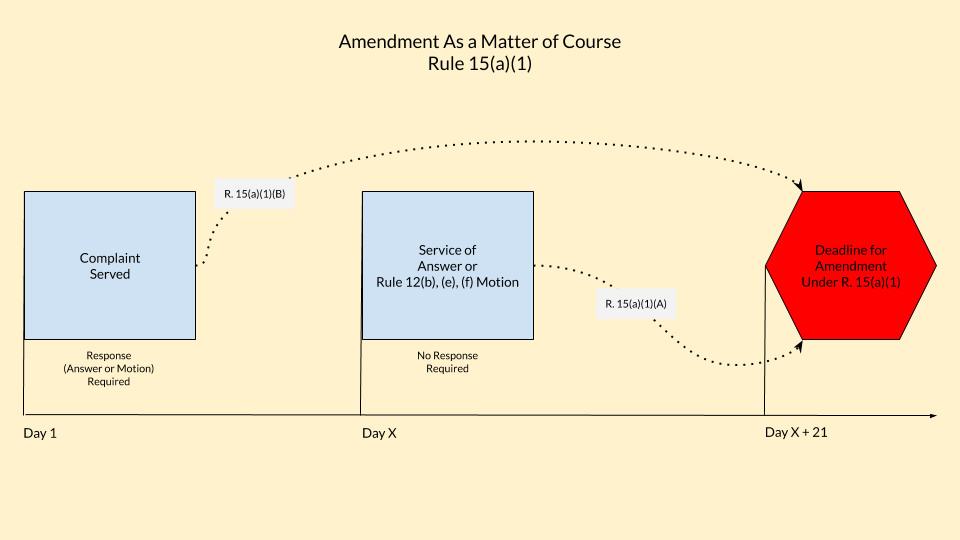 Amendment As a Matter of Course
Rule 15(a)(1)
R. 15(a)(1)(B)
Complaint
Served
Service of
Answer or
Rule 12(b), (e), (f) Motion
Deadline for
Amendment
Under R. 15(a)(1)
R. 15(a)(1)(A)
Response
(Answer or Motion)
Required
No Response
Required
Day 1
Day X
Day X + 21